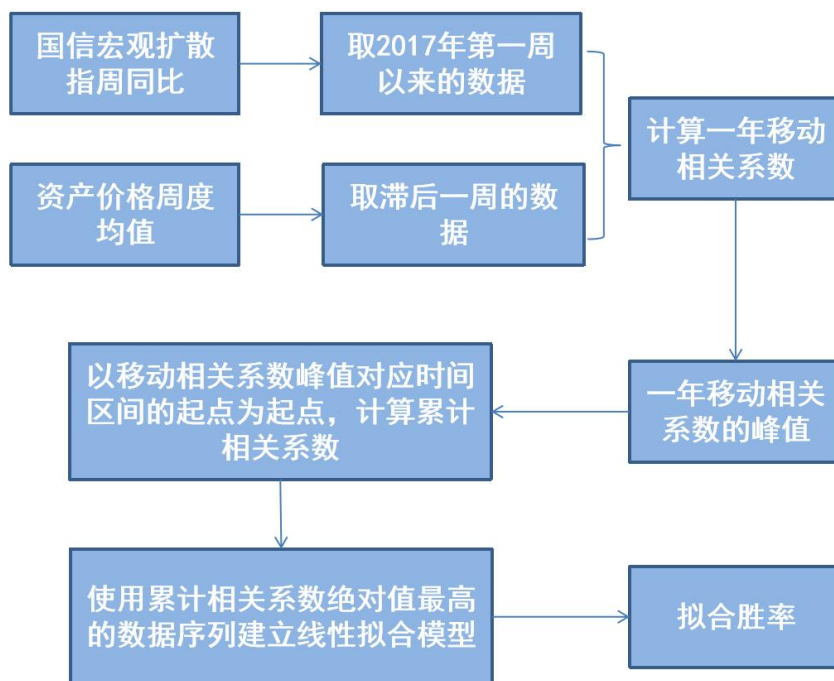 国信宏观扩散
指周同比
取2017年第一周
以来的数据
资产价格周度
均值
取滞后一周的数
据
计算一年移动
相关系数
一年移动相关
系数的峰值
以移动相关系数峰值对应时间
区间的起点为起点，计算累计
相关系数
使用累计相关系数绝对值最高
的数据序列建立线性拟合模型
拟合胜率